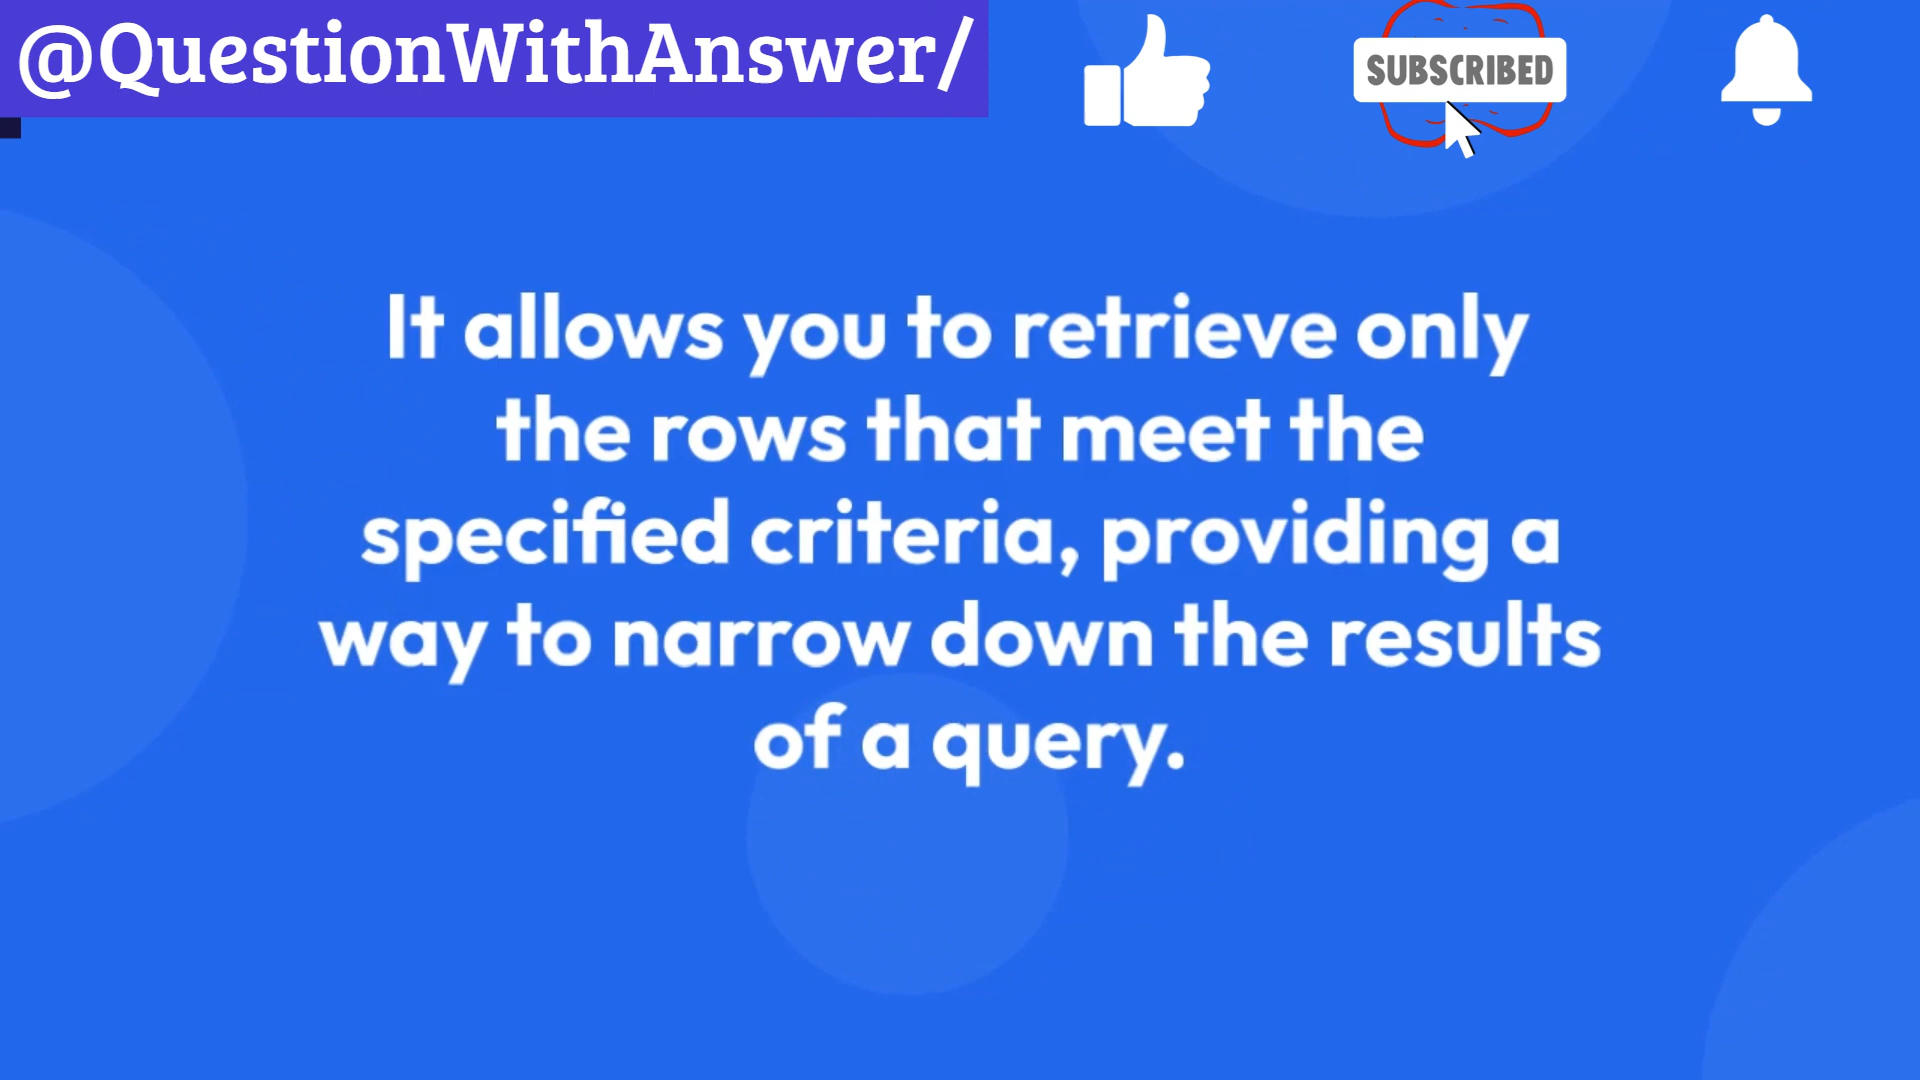 @QuestionWithAnswer/
SUBSCRIBED
It allows you to retrieve only
the rows that meet the
specified criteria, providing a
way to narrow down the results
of a query.